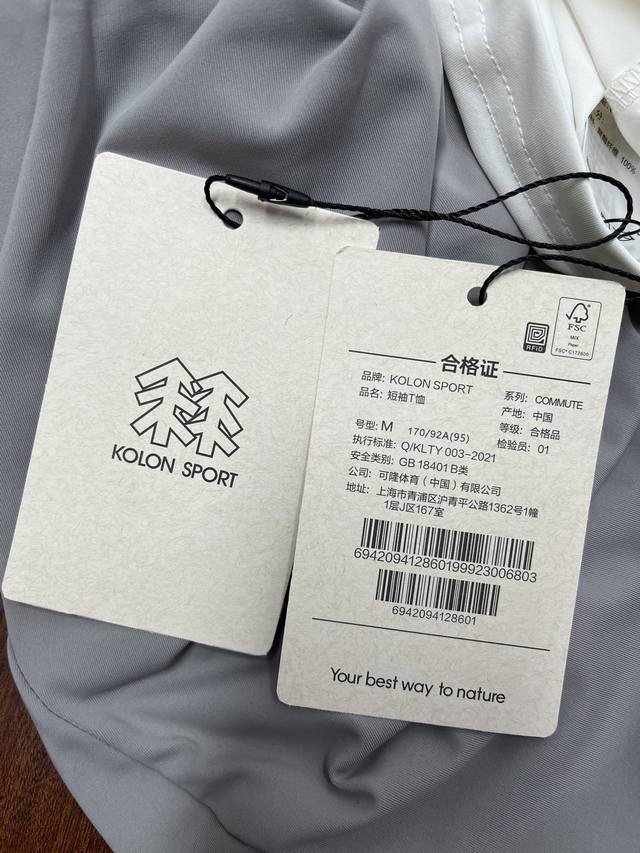 KOLON SPORT
RFID
FSC
MIX
Paper
FSC® C172808
合格证
品牌: KOLON SPORT
系列: COMMUTE
品名: 短袖T恤
产地: 中国
号型: M 170/92A(95)
等级: 合格品
执行标准: Q/KLTY 003-2021
检验员: 01
安全类别: GB 18401 B类
公司: 可隆体育（中国）有限公司
地址: 上海市青浦区沪青平公路1362号1幢
1层J区167室
694209412860199923006803
6942094128601
Your best way to nature
100%